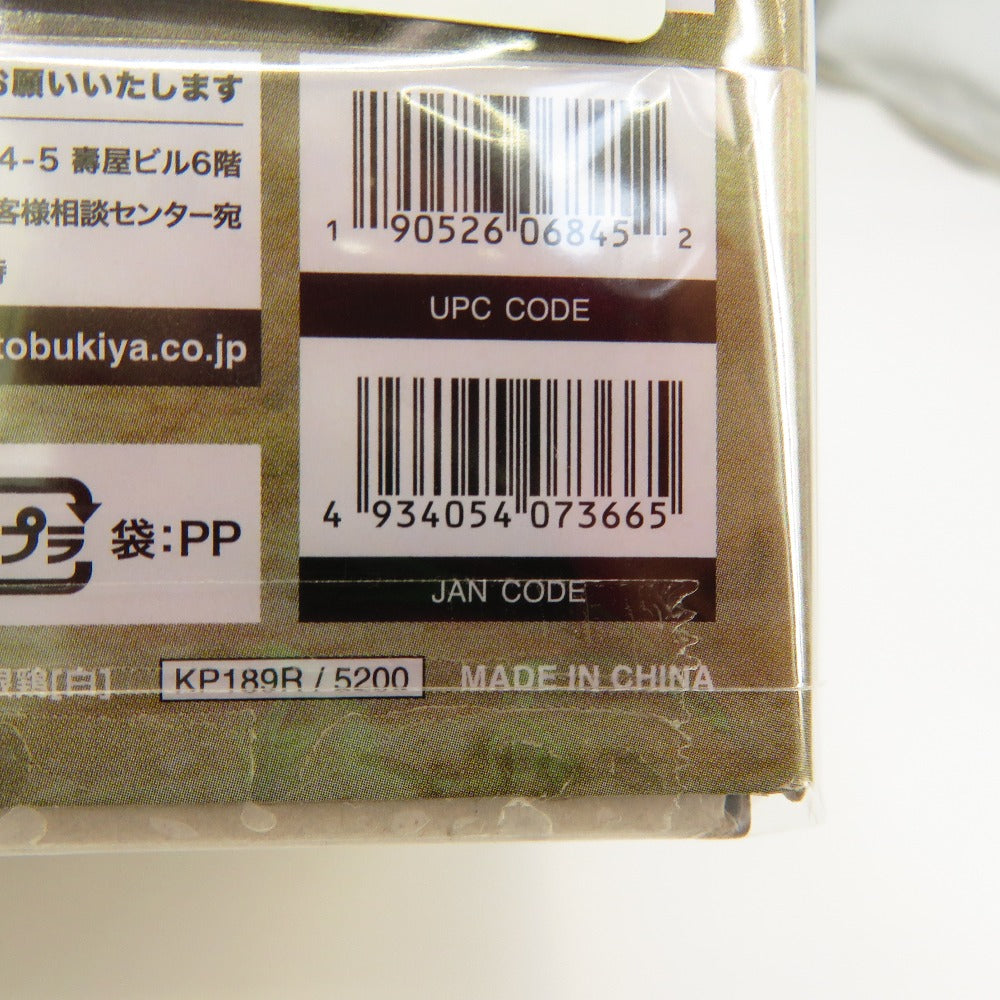 お願いいたします
4-5 壽屋ビル6階
客様相談センター宛
tobukiya.co.jp
プラ 袋:PP
1 90526 06845 2
UPC CODE
4 934054 073665
JAN CODE
鶏[白] KP189R / 5200 MADE IN CHINA